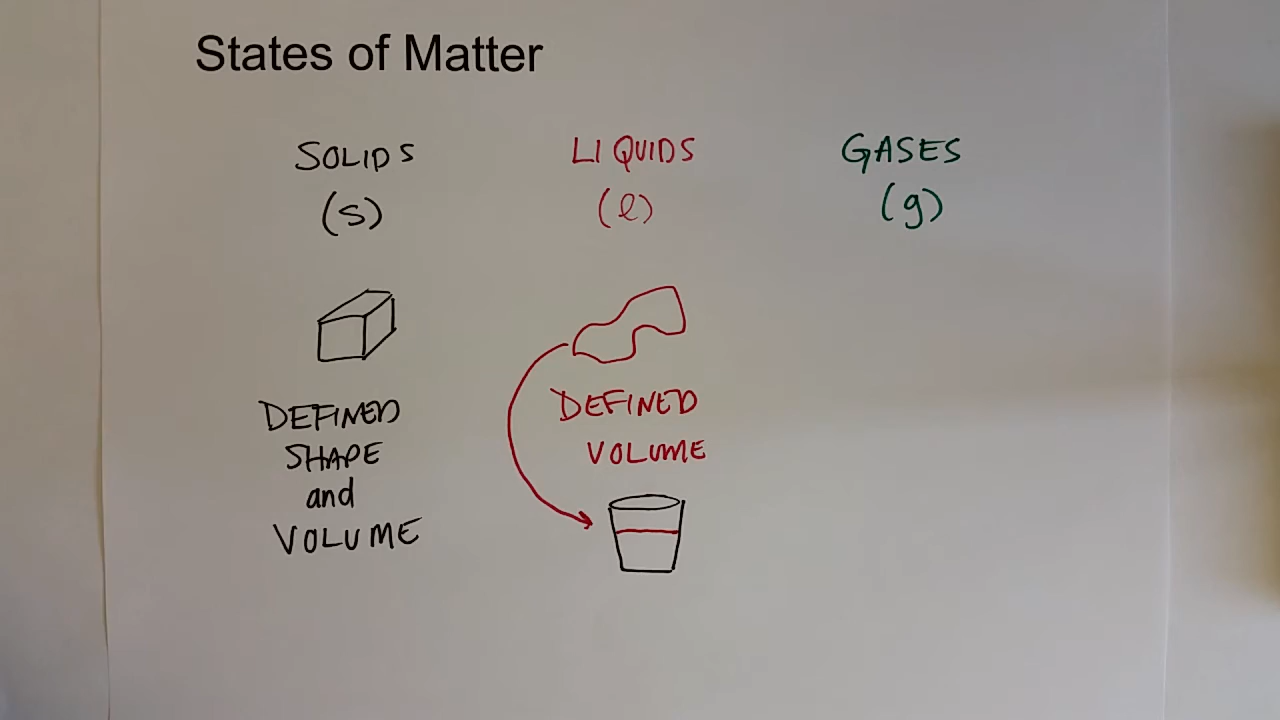 States of Matter
SOLIDS
LIQUIDS
GASES
(s)
(l)
(g)
DEFINED
SHAPE
and
VOLUME
DEFINED
VOLUME